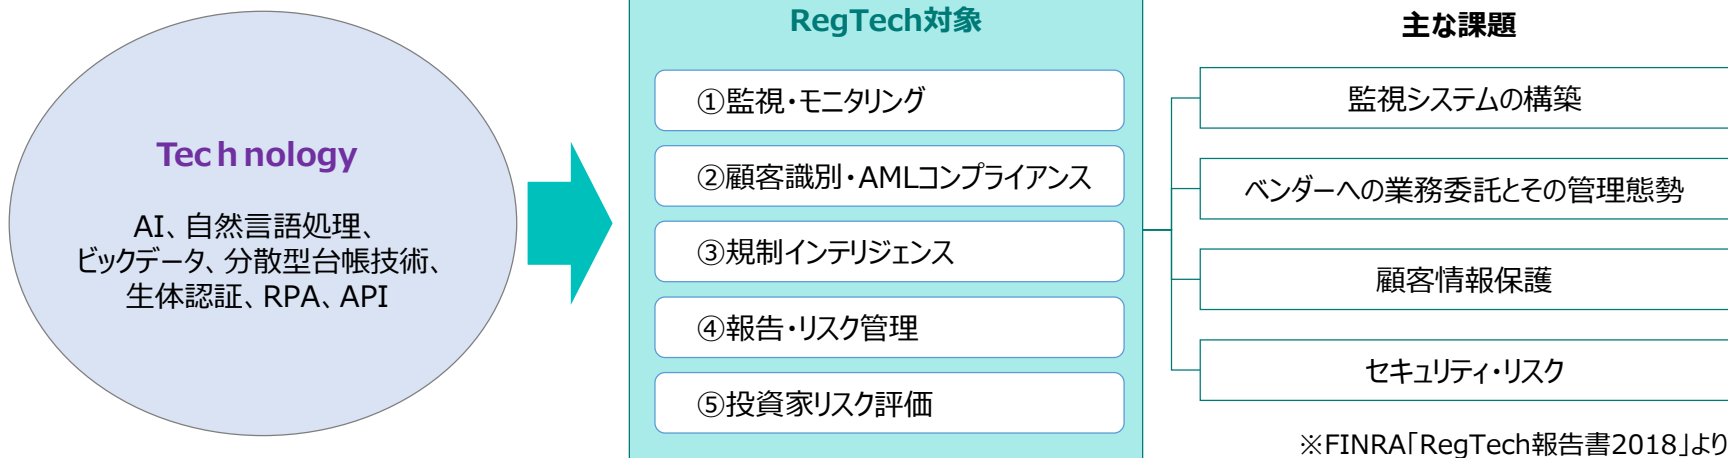 Technology
AI、自然言語処理、
ビックデータ、分散型台帳技術、
生体認証、RPA、API
RegTech対象
①監視・モニタリング
②顧客識別・AMLコンプライアンス
③規制インテリジェンス
④報告・リスク管理
⑤投資家リスク評価
主な課題
監視システムの構築
ベンダーへの業務委託とその管理態勢
顧客情報保護
セキュリティ・リスク
※FINRA「RegTech報告書2018」より